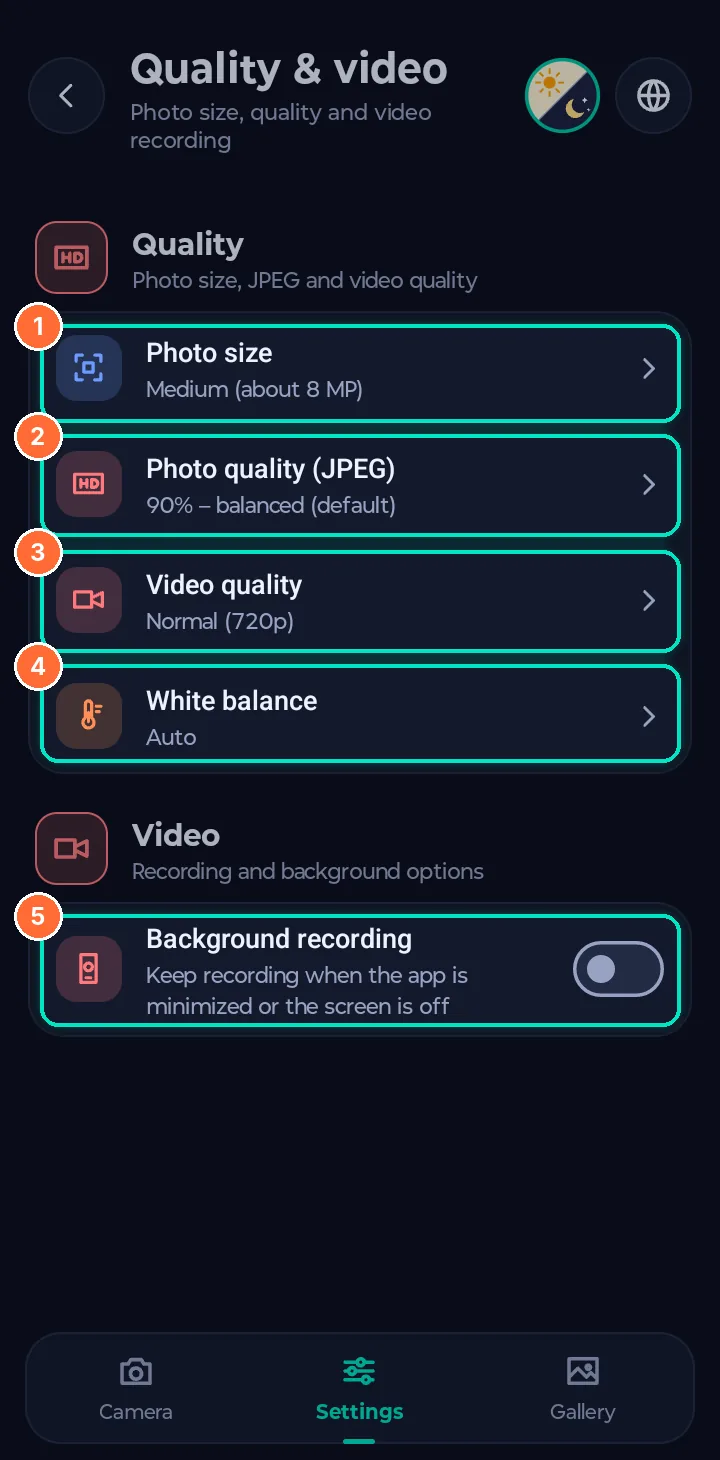 Quality & video
Photo size, quality and video
recording
HD
Quality
Photo size, JPEG and video quality
1
Photo size
Medium (about 8 MP)
2
HD
Photo quality (JPEG)
90% – balanced (default)
3
Video quality
Normal (720p)
4
White balance
Auto
Video
Recording and background options
5
Background recording
Keep recording when the app is
minimized or the screen is off
Camera
Settings
Gallery